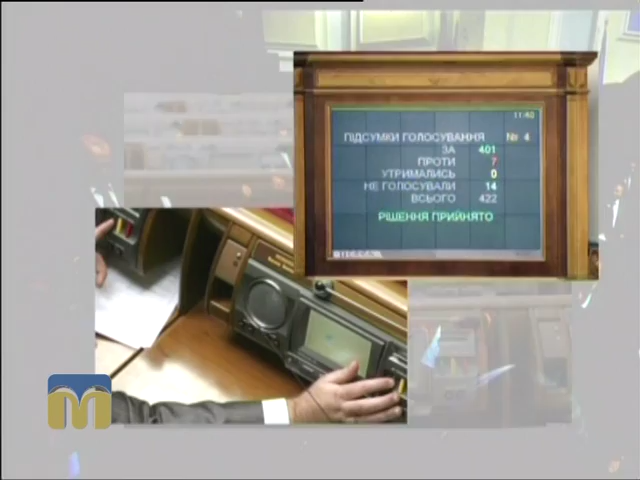 11:40
ПІДСУМКИ ГОЛОСУВАННЯ № 4
ЗА 401
ПРОТИ 7
УТРИМАЛИСЬ 0
НЕ ГОЛОСУВАЛИ 14
ВСЬОГО 422
РІШЕННЯ ПРИЙНЯТО
M